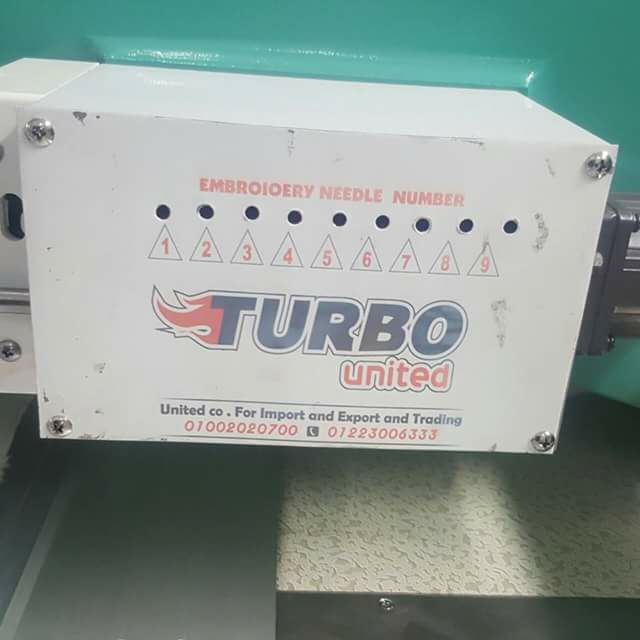 EMBROIOERY NEEDLE NUMBER
1 2 3 4 5 6 7 8 9
TURBO
united
United co . For Import and Export and Trading
01002020700 01223006333